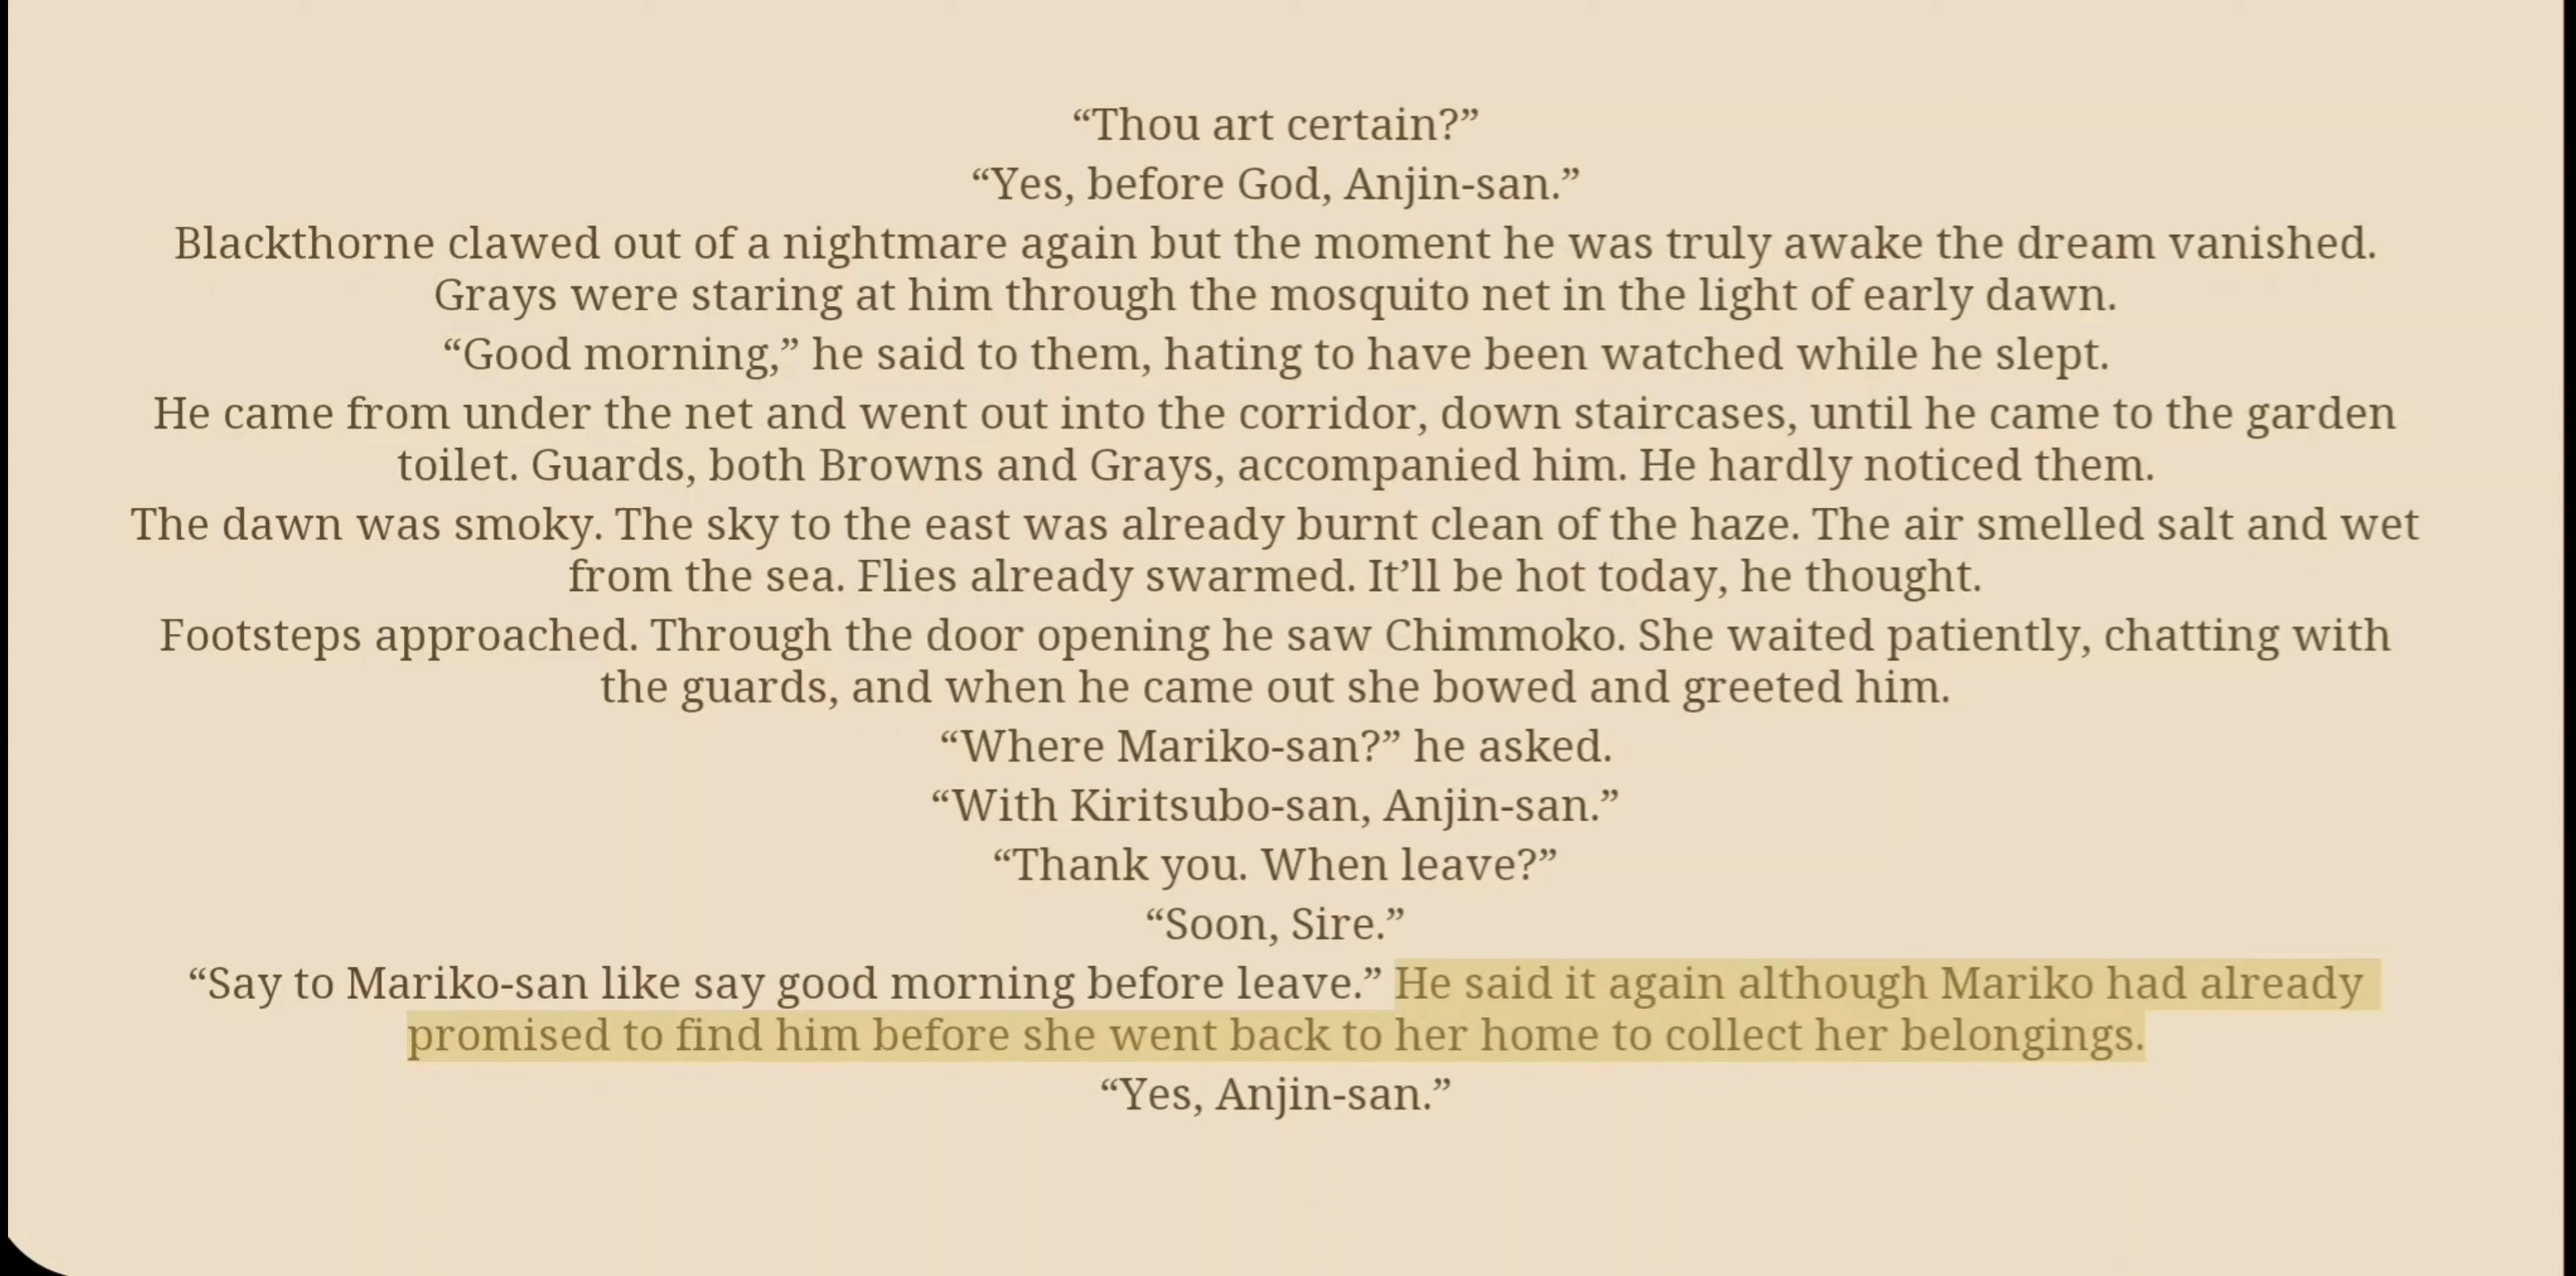 “Thou art certain?”
“Yes, before God, Anjin-san.”
Blackthorne clawed out of a nightmare again but the moment he was truly awake the dream vanished.
Grays were staring at him through the mosquito net in the light of early dawn.
“Good morning,” he said to them, hating to have been watched while he slept.
He came from under the net and went out into the corridor, down staircases, until he came to the garden
toilet. Guards, both Browns and Grays, accompanied him. He hardly noticed them.
The dawn was smoky. The sky to the east was already burnt clean of the haze. The air smelled salt and wet
from the sea. Flies already swarmed. It’ll be hot today, he thought.
Footsteps approached. Through the door opening he saw Chimmoko. She waited patiently, chatting with
the guards, and when he came out she bowed and greeted him.
“Where Mariko-san?” he asked.
“With Kiritsubo-san, Anjin-san.”
“Thank you. When leave?”
“Soon, Sire.”
“Say to Mariko-san like say good morning before leave.” He said it again although Mariko had already
promised to find him before she went back to her home to collect her belongings.
“Yes, Anjin-san.”